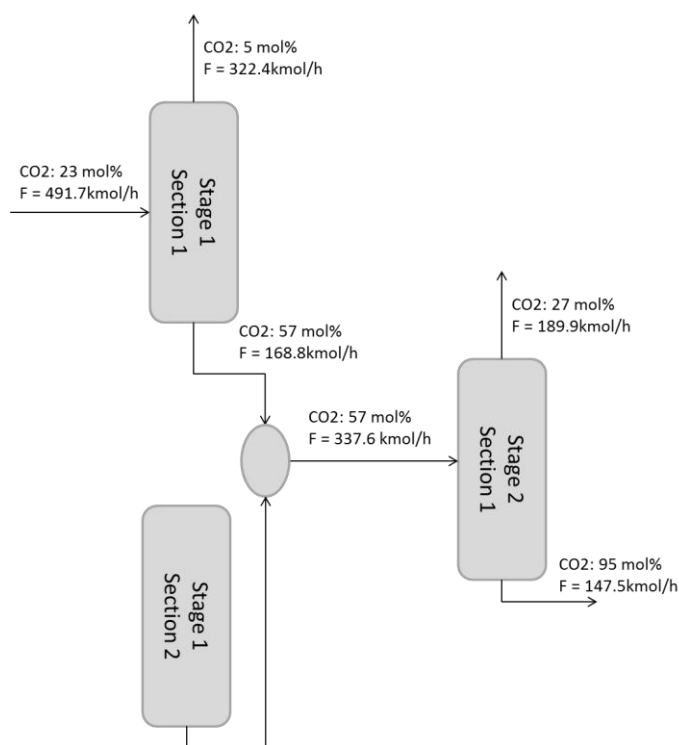 CO2: 5 mol%
F = 322.4kmol/h
CO2: 23 mol%
F = 491.7kmol/h
Stage 1
Section 1
CO2: 57 mol%
F = 168.8kmol/h
CO2: 27 mol%
F = 189.9kmol/h
CO2: 57 mol%
F = 337.6 kmol/h
Stage 2
Section 1
CO2: 95 mol%
F = 147.5kmol/h
Stage 1
Section 2